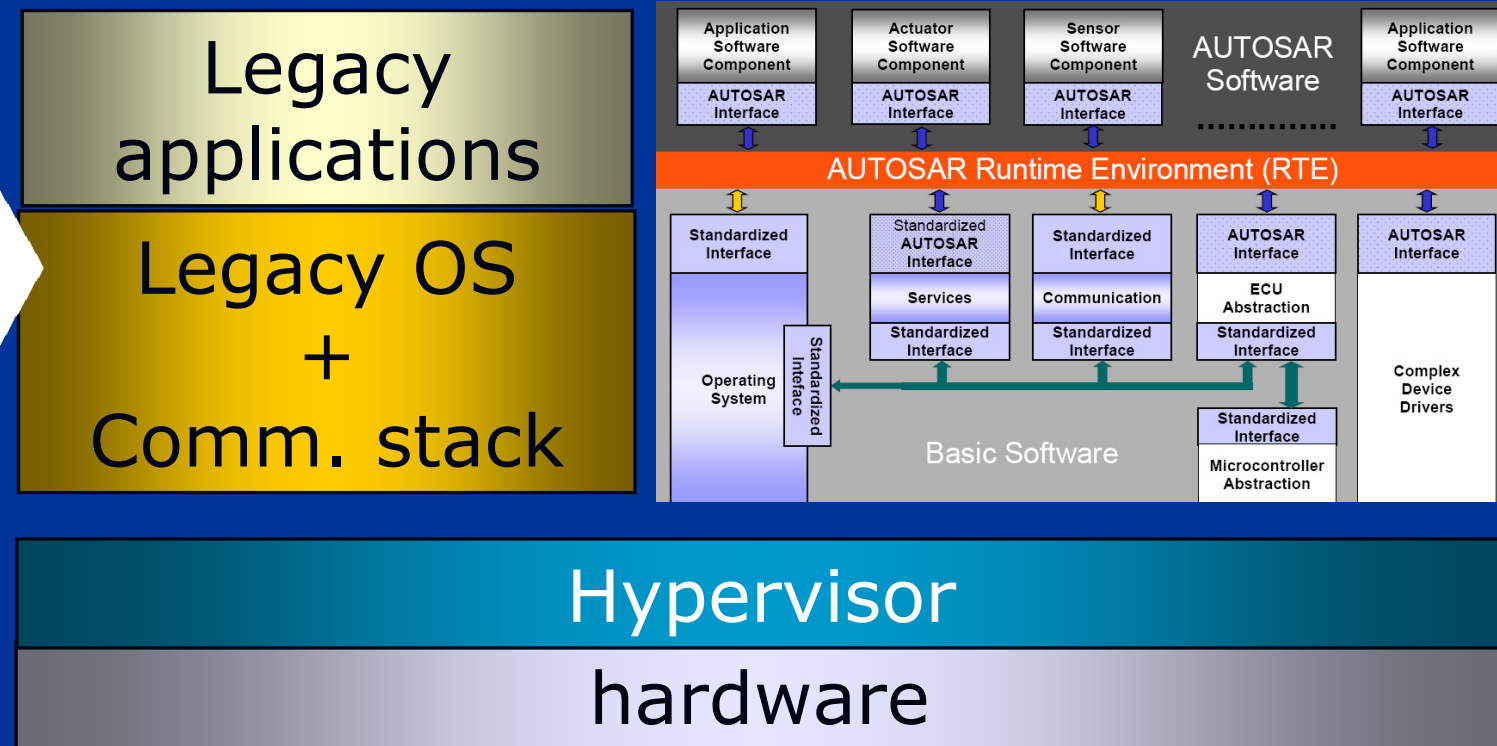 Legacy
applications
Legacy OS
+
Comm. stack
Application
Software
Component
AUTOSAR
Interface
Actuator
Software
Component
AUTOSAR
Interface
Sensor
Software
Component
AUTOSAR
Interface
AUTOSAR
Software
Application
Software
Component
AUTOSAR
Interface
AUTOSAR Runtime Environment (RTE)
Standardized
Interface
Operating
System
Standardized
Inteface
Standardized
AUTOSAR
Interface
Services
Standardized
Interface
Standardized
Interface
Communication
Standardized
Interface
AUTOSAR
Interface
ECU
Abstraction
Standardized
Interface
Standardized
Interface
Microcontroller
Abstraction
AUTOSAR
Interface
Complex
Device
Drivers
Basic Software
Hypervisor
hardware